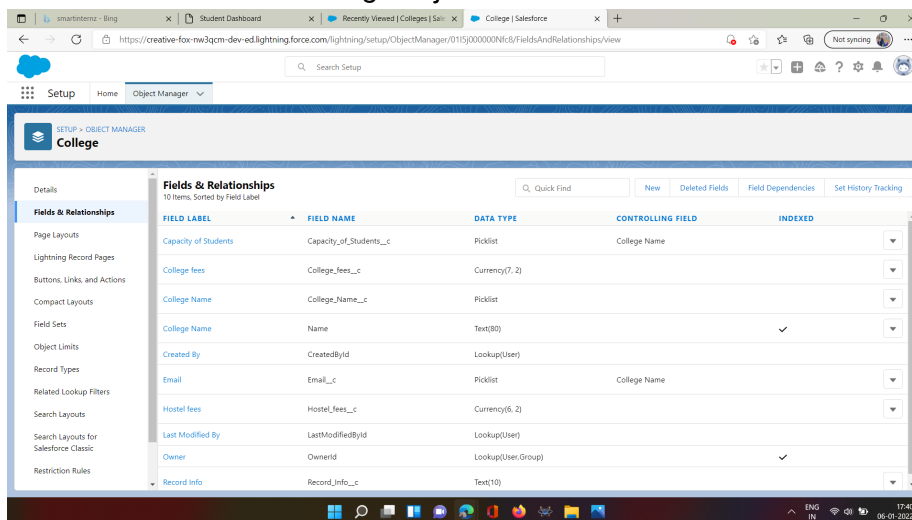 smartinternz - Bing
Student Dashboard
Recently Viewed | Colleges | Sale
College | Salesforce
https://creative-fox-nw3qcm-dev-ed.lightning.force.com/lightning/setup/ObjectManager/01I5j000000Nfc8/FieldsAndRelationships/view
Not syncing
Search Setup
Setup
Home
Object Manager
SETUP > OBJECT MANAGER
College
Details
Fields & Relationships
Page Layouts
Lightning Record Pages
Buttons, Links, and Actions
Compact Layouts
Field Sets
Object Limits
Record Types
Related Lookup Filters
Search Layouts
Search Layouts for
Salesforce Classic
Restriction Rules
Fields & Relationships
10 Items, Sorted by Field Label
Quick Find
New
Deleted Fields
Field Dependencies
Set History Tracking
FIELD LABEL FIELD NAME DATA TYPE CONTROLLING FIELD INDEXED
Capacity of Students Capacity_of_Students__c Picklist College Name
College fees College_fees__c Currency(7, 2)
College Name College_Name__c Picklist
College Name Name Text(80)
Created By CreatedById Lookup(User)
Email Email__c Picklist College Name
Hostel fees Hostel_fees__c Currency(6, 2)
Last Modified By LastModifiedById Lookup(User)
Owner OwnerId Lookup(User,Group)
Record Info Record_Info__c Text(10)
ENG
IN
17:40
06-01-2022